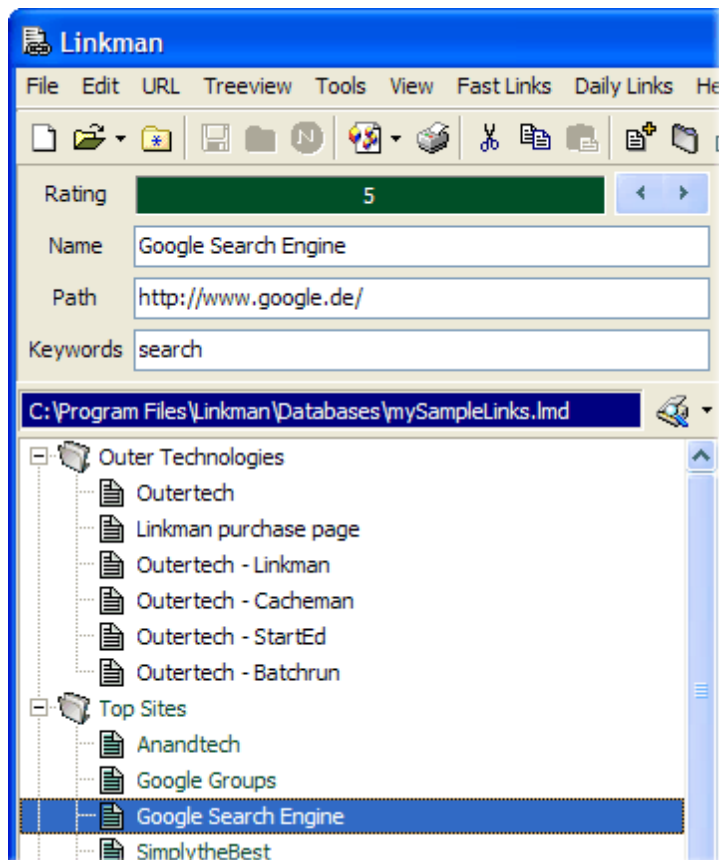 Linkman
File Edit URL Treeview Tools View Fast Links Daily Links He
Rating 5
Name Google Search Engine
Path http://www.google.de/
Keywords search
C:\Program Files\Linkman\Databases\mySampleLinks.lmd
Outer Technologies
Outertech
Linkman purchase page
Outertech - Linkman
Outertech - Cacheman
Outertech - StartEd
Outertech - Batchrun
Top Sites
Anandtech
Google Groups
Google Search Engine
SimplytheBest